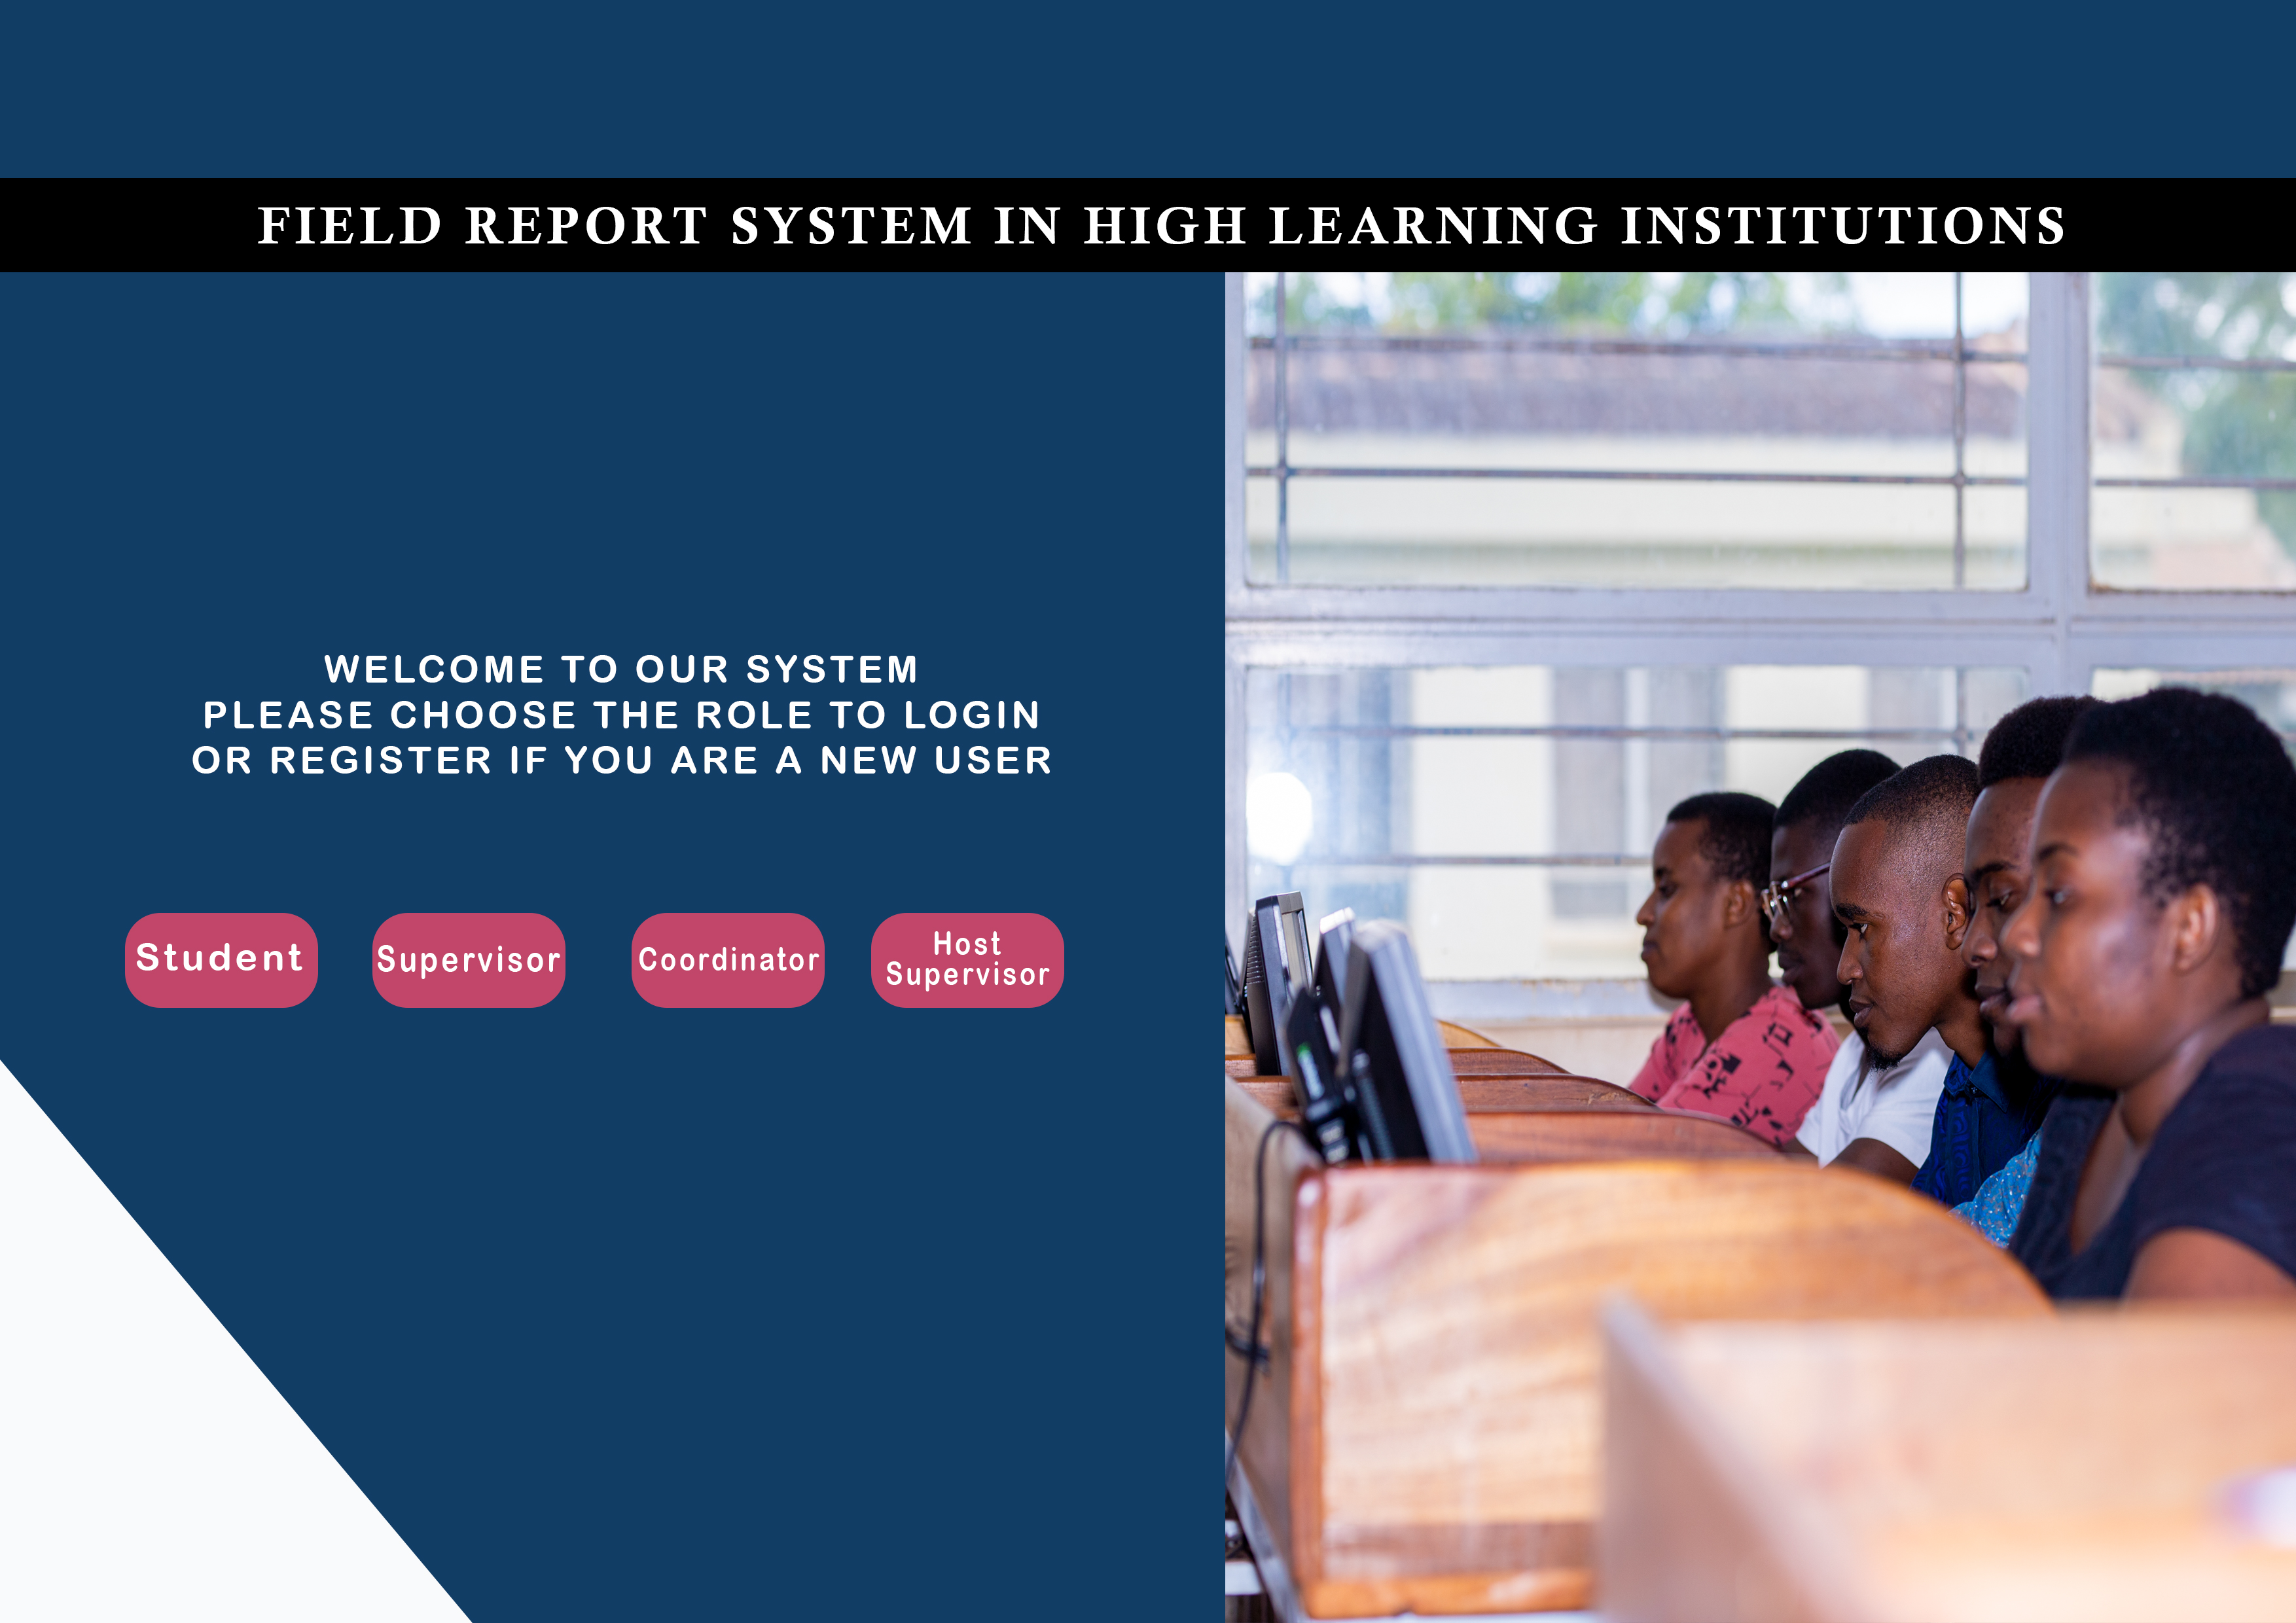 FIELD REPORT SYSTEM IN HIGH LEARNING INSTITUTIONS
WELCOME TO OUR SYSTEM
PLEASE CHOOSE THE ROLE TO LOGIN
OR REGISTER IF YOU ARE A NEW USER
Student
Supervisor
Coordinator
Host
Supervisor